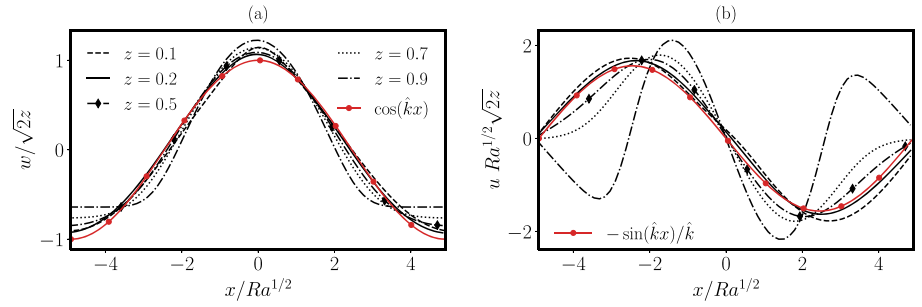 (a)
(b)
w/√2z
1
0
−1
z = 0.1
z = 0.2
z = 0.5
z = 0.7
z = 0.9
cos(k̂x)
−4 −2 0 2 4
x/Ra^{1/2}
u Ra^{1/2}√2z
2
0
−2
− sin(k̂x)/k̂
−4 −2 0 2 4
x/Ra^{1/2}